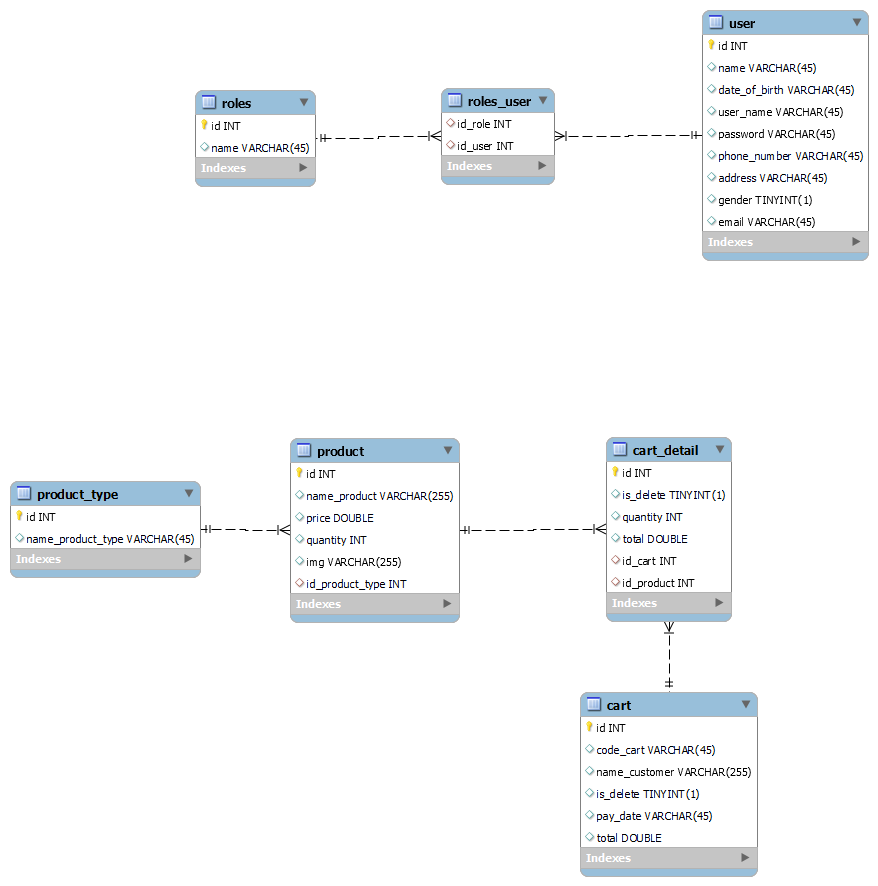 user
id INT
name VARCHAR(45)
date_of_birth VARCHAR(45)
user_name VARCHAR(45)
password VARCHAR(45)
phone_number VARCHAR(45)
address VARCHAR(45)
gender TINYINT(1)
email VARCHAR(45)
Indexes
roles
id INT
name VARCHAR(45)
Indexes
roles_user
id_role INT
id_user INT
Indexes
product_type
id INT
name_product_type VARCHAR(45)
Indexes
product
id INT
name_product VARCHAR(255)
price DOUBLE
quantity INT
img VARCHAR(255)
id_product_type INT
Indexes
cart_detail
id INT
is_delete TINYINT(1)
quantity INT
total DOUBLE
id_cart INT
id_product INT
Indexes
cart
id INT
code_cart VARCHAR(45)
name_customer VARCHAR(255)
is_delete TINYINT(1)
pay_date VARCHAR(45)
total DOUBLE
Indexes